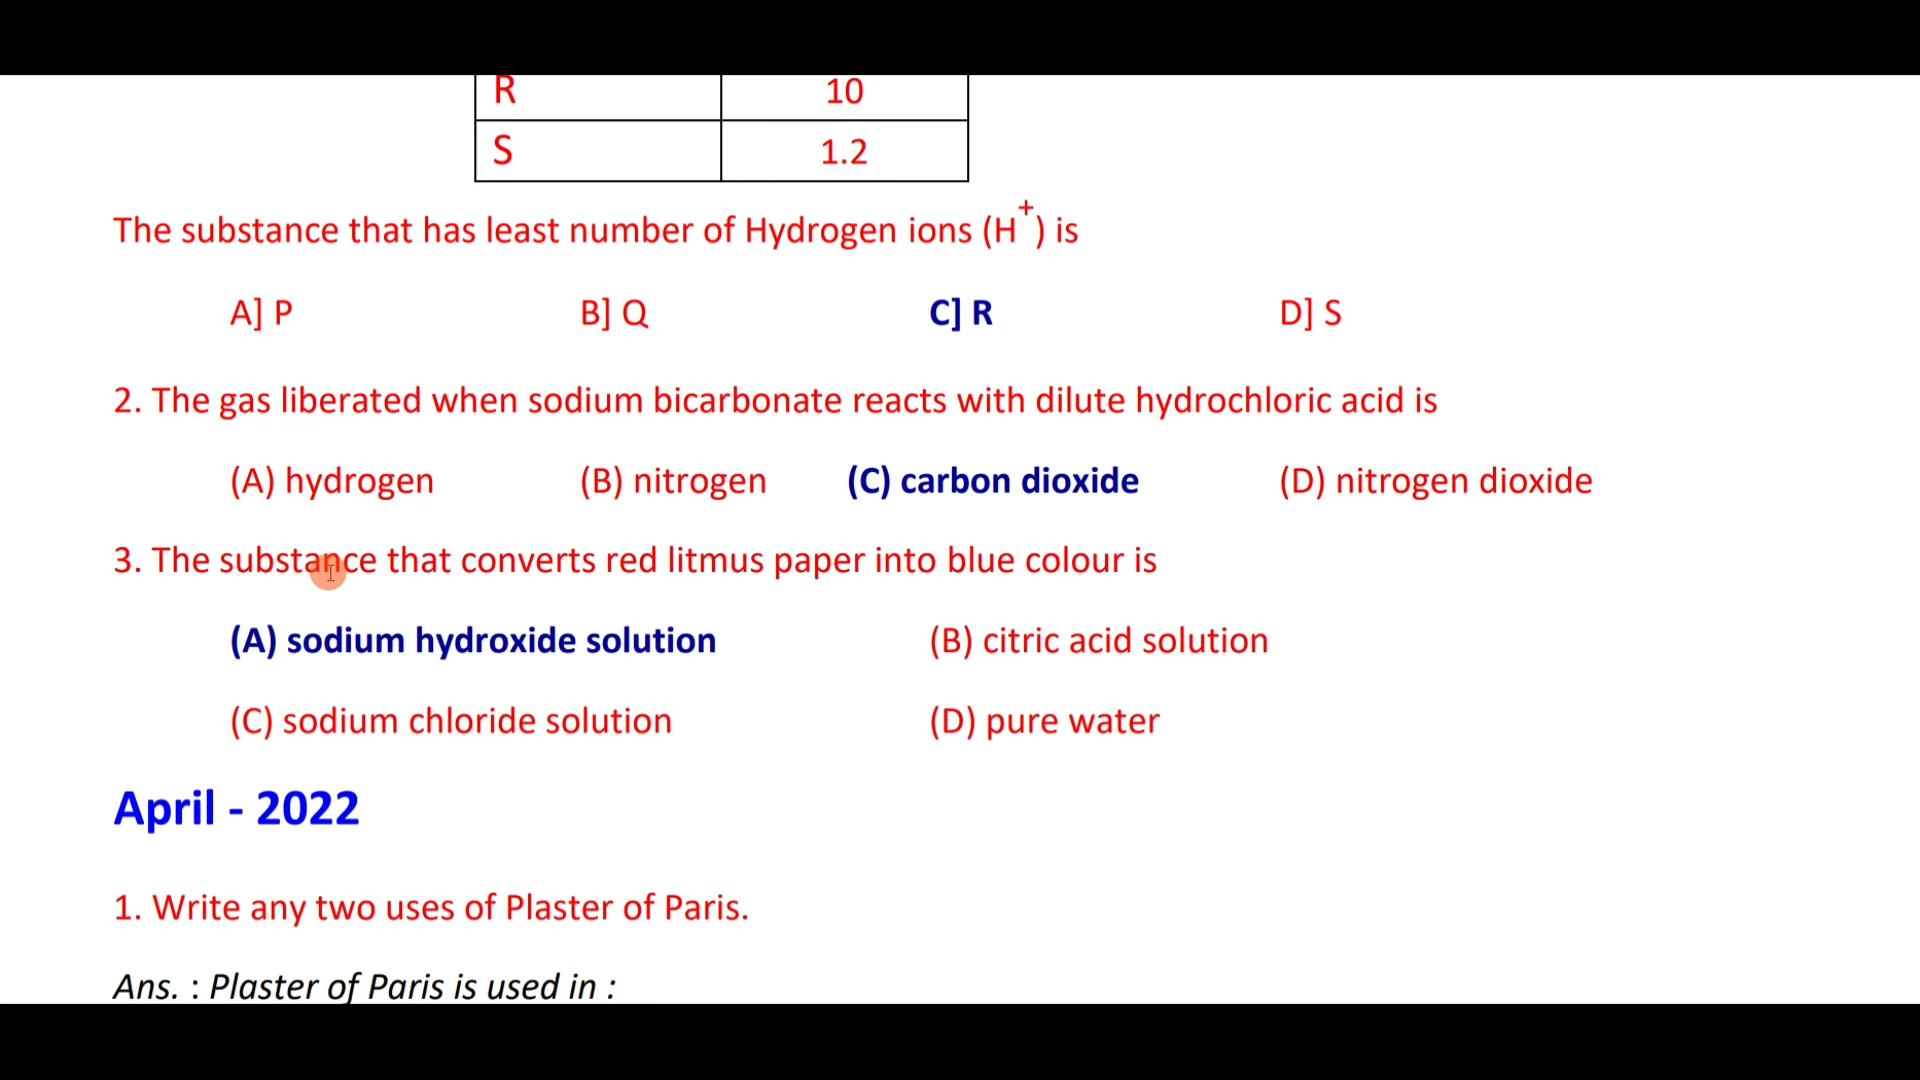 R 10
S 1.2
The substance that has least number of Hydrogen ions (H⁺) is
A] P B] Q C] R D] S
2. The gas liberated when sodium bicarbonate reacts with dilute hydrochloric acid is
(A) hydrogen (B) nitrogen (C) carbon dioxide (D) nitrogen dioxide
3. The substance that converts red litmus paper into blue colour is
(A) sodium hydroxide solution (B) citric acid solution
(C) sodium chloride solution (D) pure water
April - 2022
1. Write any two uses of Plaster of Paris.
Ans. : Plaster of Paris is used in :